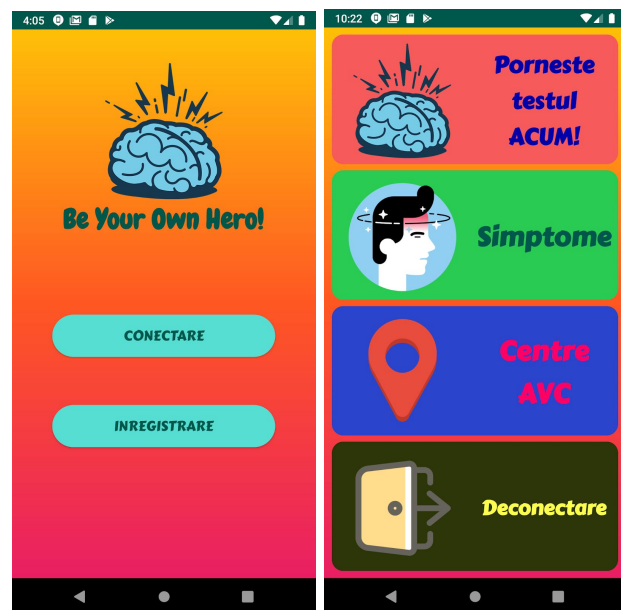 4:05
Be Your Own Hero!
CONECTARE
INREGISTRARE
10:22
Porneste
testul
ACUM!
Simptome
Centre
AVC
Deconectare